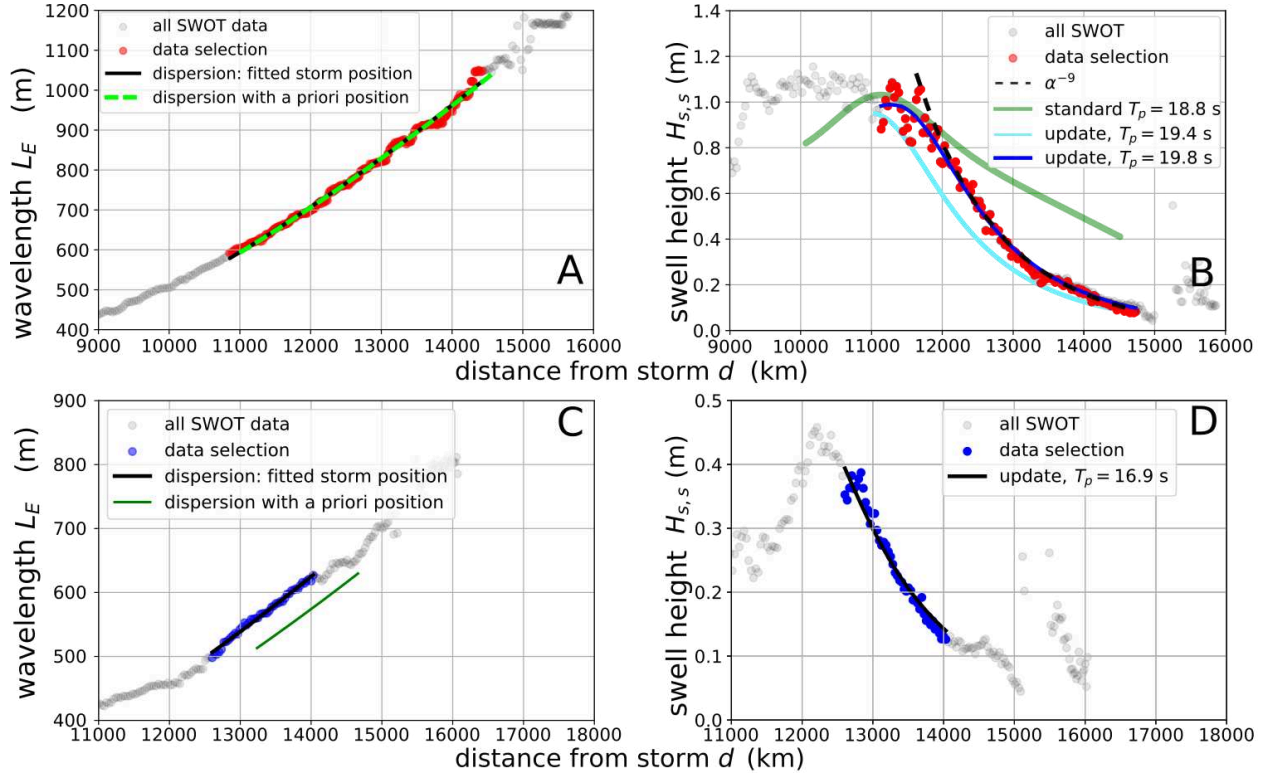 A
wavelength L_E (m)
1200
1100
1000
900
800
700
600
500
400
all SWOT data
data selection
dispersion: fitted storm position
dispersion with a priori position
9000 10000 11000 12000 13000 14000 15000 16000
B
swell height H_{s,s} (m)
1.4
1.2
1.0
0.8
0.6
0.4
0.2
0.0
all SWOT
data selection
α^{-9}
standard T_p = 18.8 s
update, T_p = 19.4 s
update, T_p = 19.8 s
9000 10000 11000 12000 13000 14000 15000 16000
distance from storm d (km)
C
wavelength L_E (m)
900
800
700
600
500
400
all SWOT data
data selection
dispersion: fitted storm position
dispersion with a priori position
11000 12000 13000 14000 15000 16000 17000 18000
D
swell height H_{s,s} (m)
0.5
0.4
0.3
0.2
0.1
0.0
all SWOT
data selection
update, T_p = 16.9 s
11000 12000 13000 14000 15000 16000 17000 18000
distance from storm d (km)